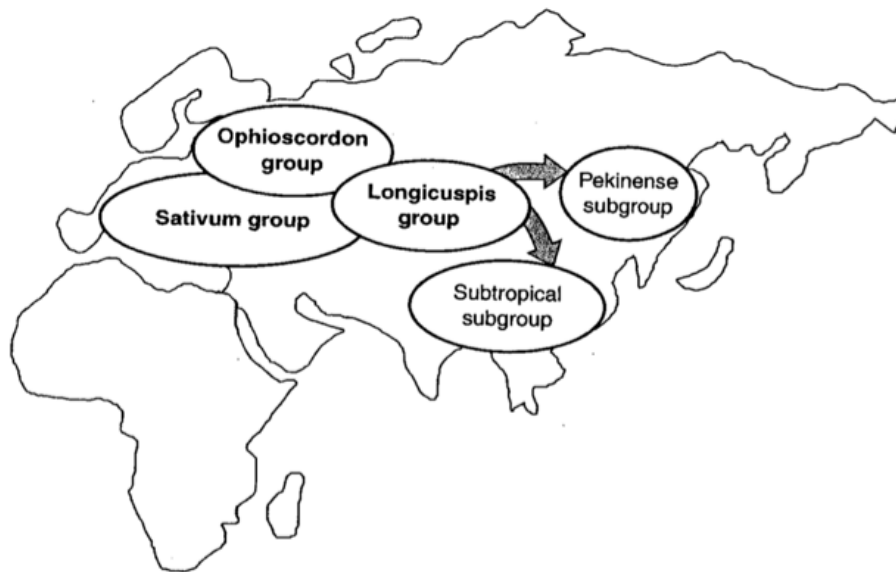 Ophioscordon
group
Sativum group
Longicuspis
group
Pekinense
subgroup
Subtropical
subgroup